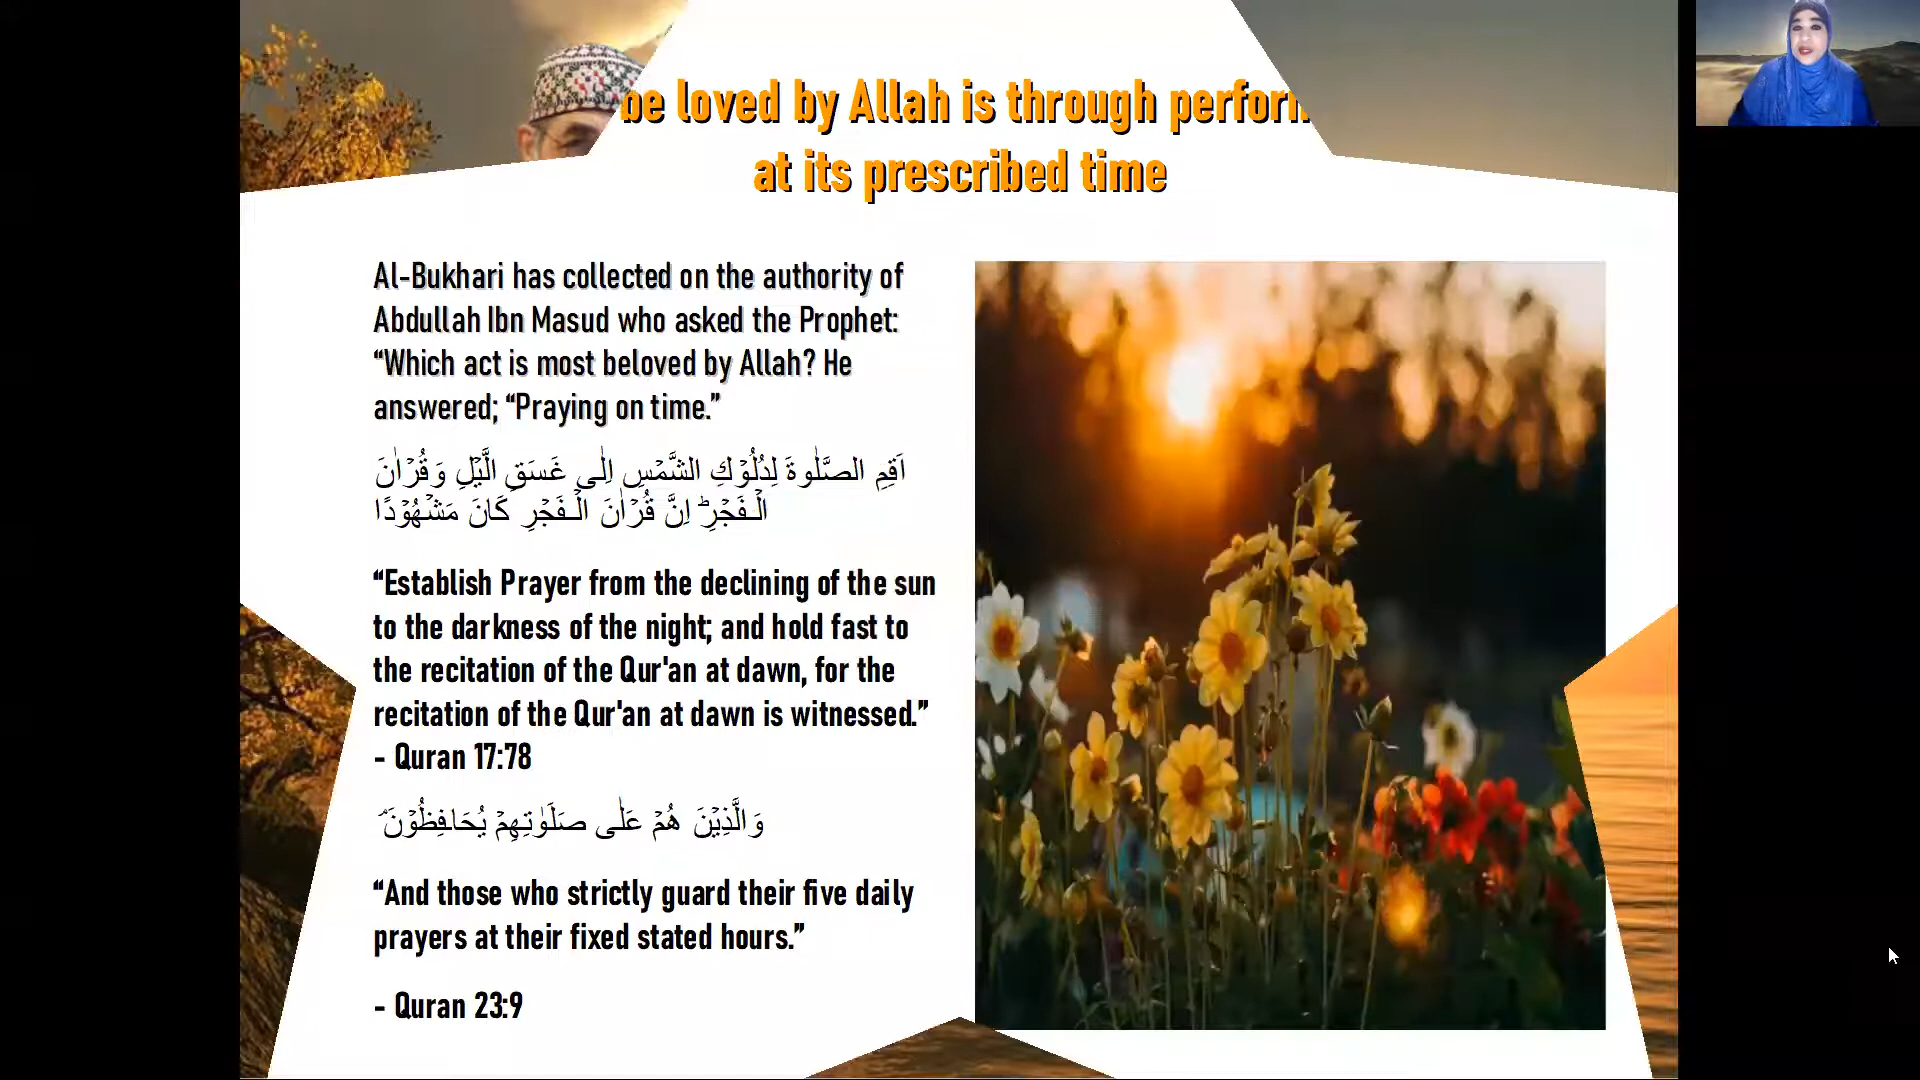 be loved by Allah is through perform
at its prescribed time
Al-Bukhari has collected on the authority of
Abdullah Ibn Masud who asked the Prophet:
“Which act is most beloved by Allah? He
answered; “Praying on time.”
اَقِمِ الصَّلٰوةَ لِدُلُوۡكِ الشَّمۡسِ اِلٰى غَسَقِ الَّيۡلِ وَقُرۡاٰنَ
الۡـفَجۡرِ‌ؕ اِنَّ قُرۡاٰنَ الۡـفَجۡرِ كَانَ مَشۡهُوۡدًا
“Establish Prayer from the declining of the sun
to the darkness of the night; and hold fast to
the recitation of the Qur'an at dawn, for the
recitation of the Qur'an at dawn is witnessed.”
- Quran 17:78
وَالَّذِيۡنَ هُمۡ عَلٰى صَلَوٰتِهِمۡ يُحَافِظُوۡنَ‌ۘ
“And those who strictly guard their five daily
prayers at their fixed stated hours.”
- Quran 23:9